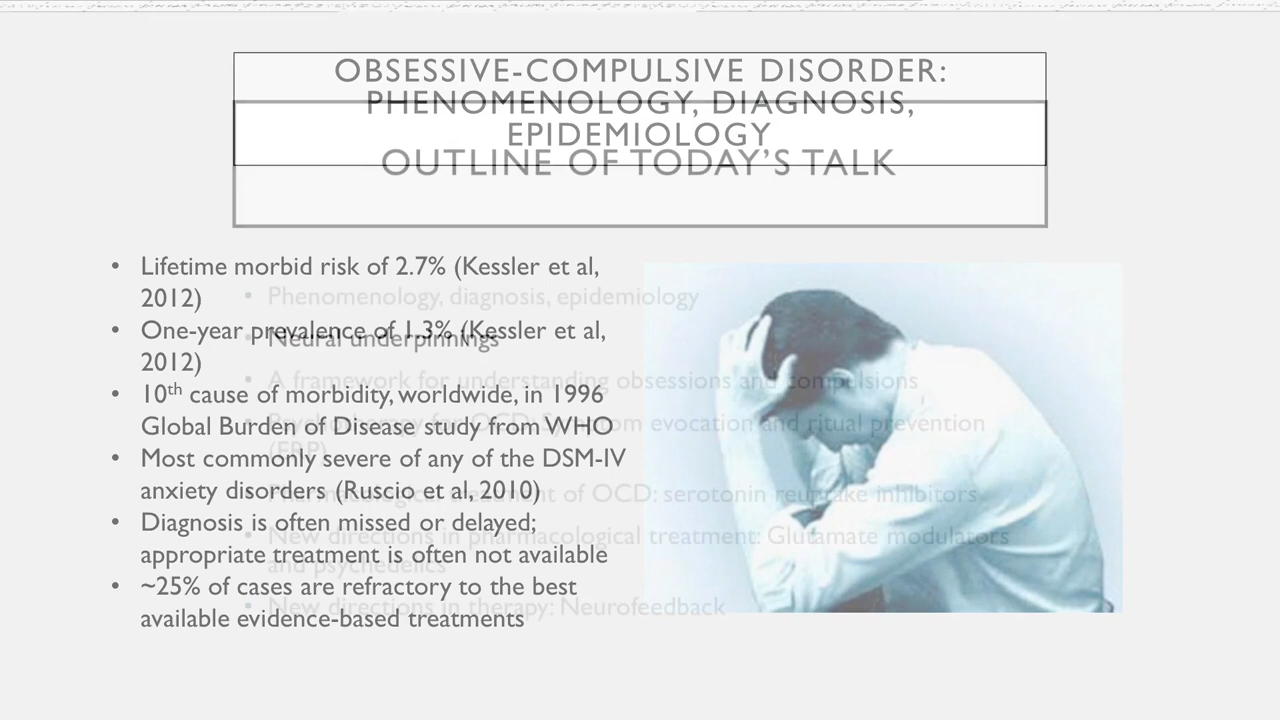 OBSESSIVE-COMPULSIVE DISORDER:
PHENOMENOLOGY, DIAGNOSIS,
EPIDEMIOLOGY
OUTLINE OF TODAY’S TALK
• Lifetime morbid risk of 2.7% (Kessler et al,
2012)
• One-year prevalence of 1.3% (Kessler et al,
2012)
• 10th cause of morbidity, worldwide, in 1996
Global Burden of Disease study from WHO
• Most commonly severe of any of the DSM-IV
anxiety disorders (Ruscio et al, 2010)
• Diagnosis is often missed or delayed;
appropriate treatment is often not available
• ~25% of cases are refractory to the best
available evidence-based treatments
• Phenomenology, diagnosis, epidemiology
• Neural underpinnings
• A framework for understanding obsessions and compulsions
• Psychotherapy for OCD: Symptom evocation and ritual prevention
(ERP)
• Pharmacological treatment of OCD: serotonin reuptake inhibitors
• New directions in pharmacological treatment: Glutamate modulators
and psychedelics
• New directions in therapy: Neurofeedback